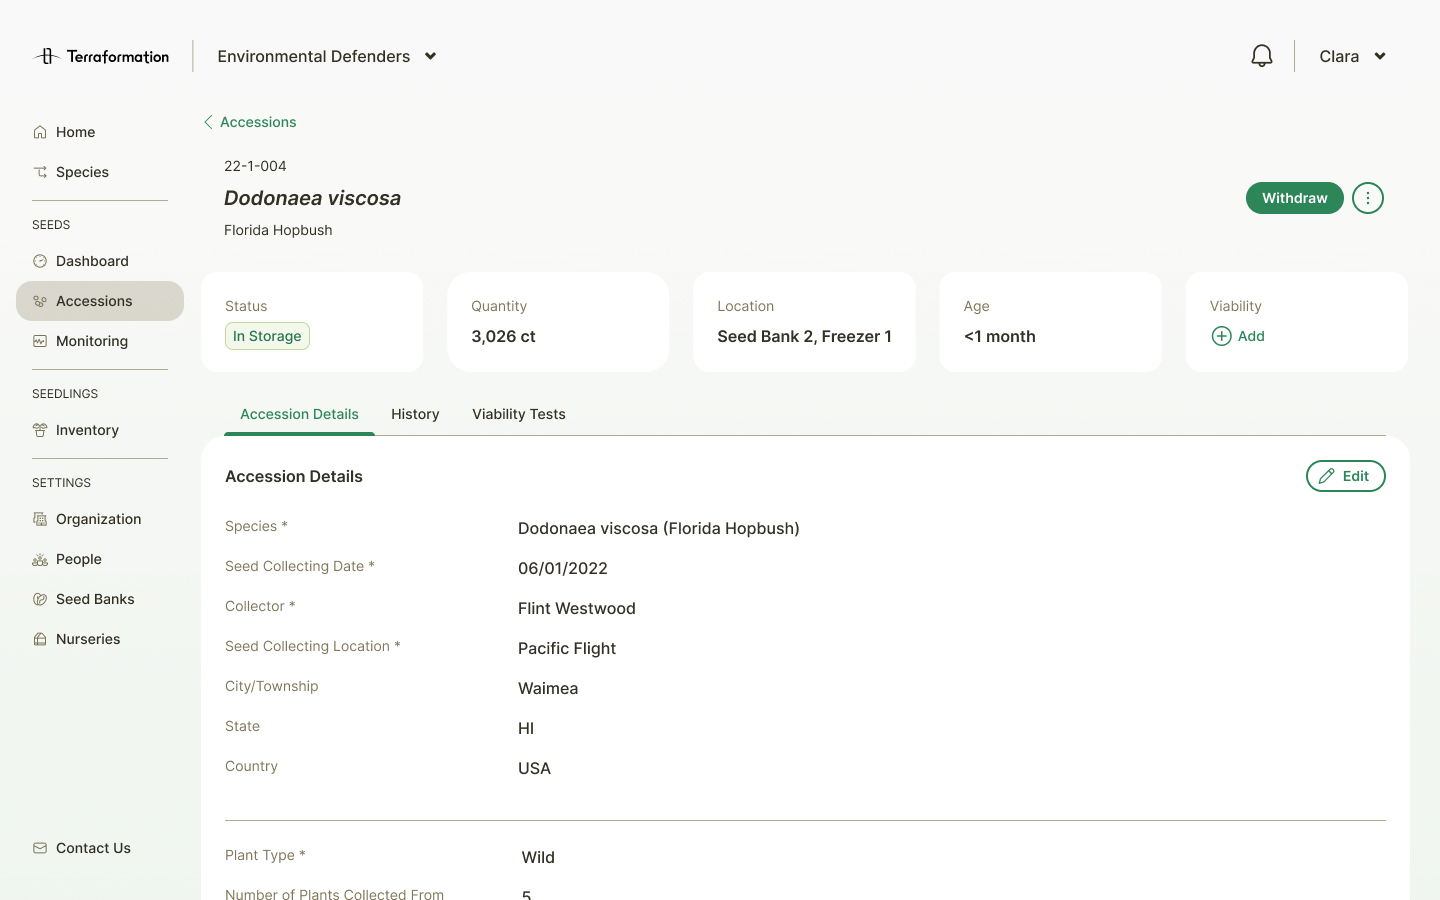 Terraformation
Environmental Defenders
Clara
Home
Species
SEEDS
Dashboard
Accessions
Monitoring
SEEDLINGS
Inventory
SETTINGS
Organization
People
Seed Banks
Nurseries
Contact Us
Accessions
22-1-004
Dodonaea viscosa
Florida Hopbush
Withdraw
Status
In Storage
Quantity
3,026 ct
Location
Seed Bank 2, Freezer 1
Age
<1 month
Viability
Add
Accession Details
History
Viability Tests
Accession Details
Edit
Species * Dodonaea viscosa (Florida Hopbush)
Seed Collecting Date * 06/01/2022
Collector * Flint Westwood
Seed Collecting Location * Pacific Flight
City/Township Waimea
State HI
Country USA
Plant Type * Wild
Number of Plants Collected From 5